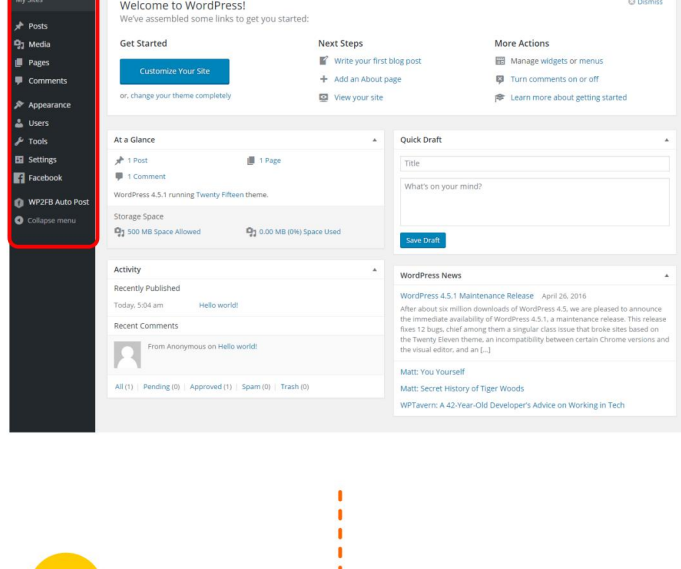 My Sites
Posts
Media
Pages
Comments
Appearance
Users
Tools
Settings
Facebook
WP2FB Auto Post
Collapse menu
Welcome to WordPress!
Dismiss
We've assembled some links to get you started:
Get Started
Customize Your Site
or, change your theme completely
Next Steps
Write your first blog post
Add an About page
View your site
More Actions
Manage widgets or menus
Turn comments on or off
Learn more about getting started
At a Glance
1 Post
1 Page
1 Comment
WordPress 4.5.1 running Twenty Fifteen theme.
Storage Space
500 MB Space Allowed
0.00 MB (0%) Space Used
Activity
Recently Published
Today, 5:04 am Hello world!
Recent Comments
From Anonymous on Hello world!
All (1) | Pending (0) | Approved (1) | Spam (0) | Trash (0)
Quick Draft
Title
What's on your mind?
Save Draft
WordPress News
WordPress 4.5.1 Maintenance Release April 26, 2016
After about six million downloads of WordPress 4.5, we are pleased to announce
the immediate availability of WordPress 4.5.1, a maintenance release. This release
fixes 12 bugs, chief among them a singular class issue that broke sites based on
the Twenty Eleven theme, an incompatibility between certain Chrome versions and
the visual editor, and an [...]
Matt: You Yourself
Matt: Secret History of Tiger Woods
WPTavern: A 42-Year-Old Developer's Advice on Working in Tech